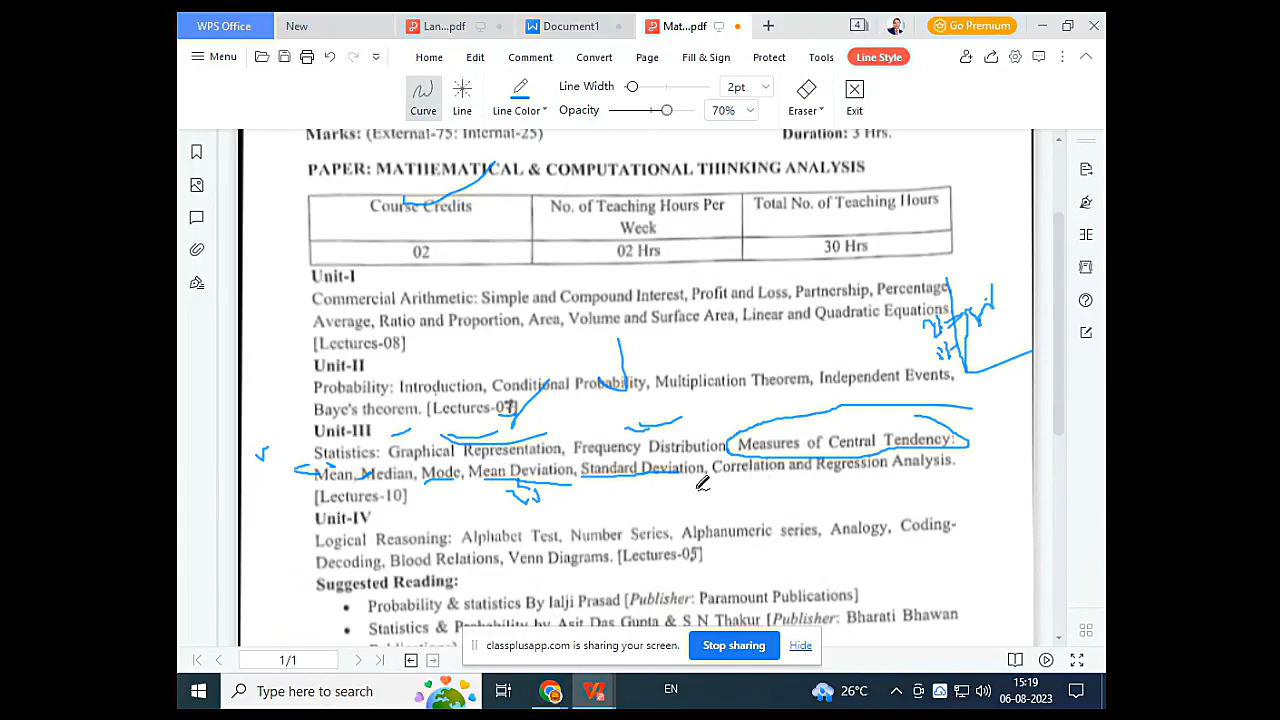 WPS Office New Lan....pdf Document1 Mat...pdf 4 Go Premium
Menu Home Edit Comment Convert Page Fill & Sign Protect Tools Line Style
Curve Line Line Color Line Width 2pt Opacity 70% Eraser Exit
Marks: (External-75: Internal-25) Duration: 3 Hrs.
PAPER: MATHEMATICAL & COMPUTATIONAL THINKING ANALYSIS
Course Credits No. of Teaching Hours Per Week Total No. of Teaching Hours
02 02 Hrs 30 Hrs
Unit-I
Commercial Arithmetic: Simple and Compound Interest, Profit and Loss, Partnership, Percentage
Average, Ratio and Proportion, Area, Volume and Surface Area, Linear and Quadratic Equations
[Lectures-08]
Unit-II
Probability: Introduction, Conditional Probability, Multiplication Theorem, Independent Events,
Baye's theorem. [Lectures-07]
Unit-III
Statistics: Graphical Representation, Frequency Distribution Measures of Central Tendency:
Mean, Median, Mode, Mean Deviation, Standard Deviation, Correlation and Regression Analysis.
[Lectures-10]
Unit-IV
Logical Reasoning: Alphabet Test, Number Series, Alphanumeric series, Analogy, Coding-
Decoding, Blood Relations, Venn Diagrams. [Lectures-05]
Suggested Reading:
• Probability & statistics By lalji Prasad [Publisher: Paramount Publications]
• Statistics & Probability by Asit Das Gupta & S N Thakur [Publisher: Bharati Bhawan
classplusapp.com is sharing your screen. Stop sharing Hide
1/1
Type here to search EN 26°C 15:19
06-08-2023